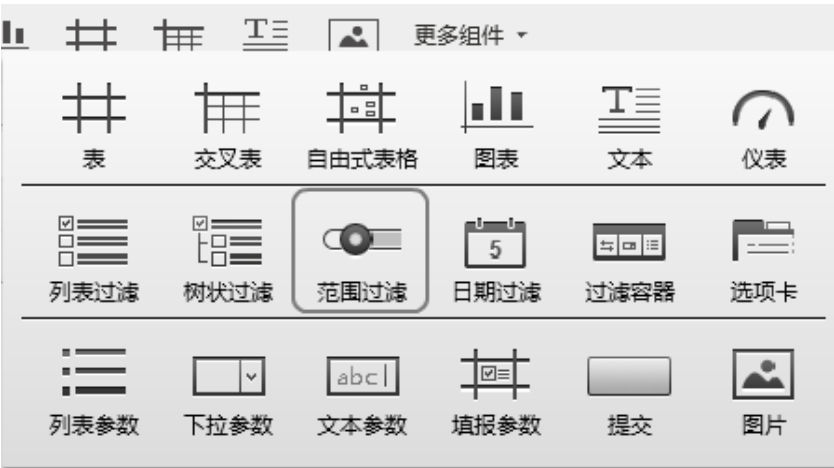 T
更多组件
T
表 交叉表 自由式表格 图表 文本 仪表
5
列表过滤 树状过滤 范围过滤 日期过滤 过滤容器 选项卡
abc
列表参数 下拉参数 文本参数 填报参数 提交 图片